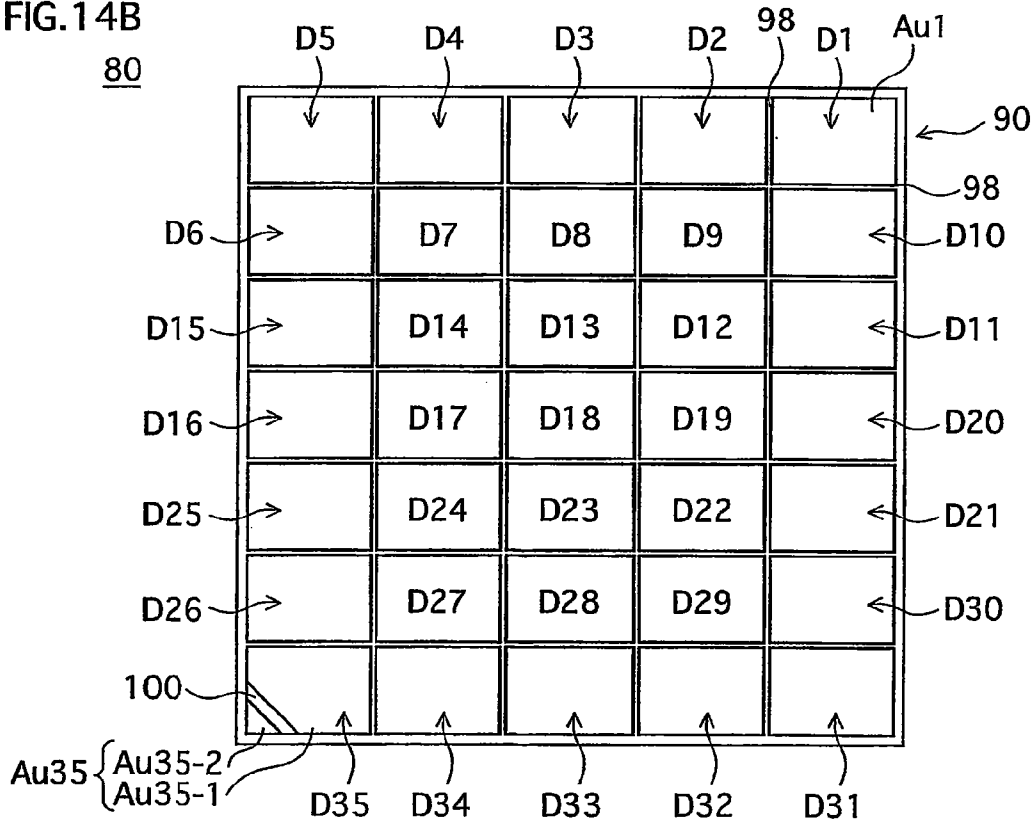 FIG.14B
80
D5 D4 D3 D2 98 D1 Au1
90
98
D6 D7 D8 D9 D10
D15 D14 D13 D12 D11
D16 D17 D18 D19 D20
D25 D24 D23 D22 D21
D26 D27 D28 D29 D30
100
Au35 { Au35-2
Au35-1
D35 D34 D33 D32 D31